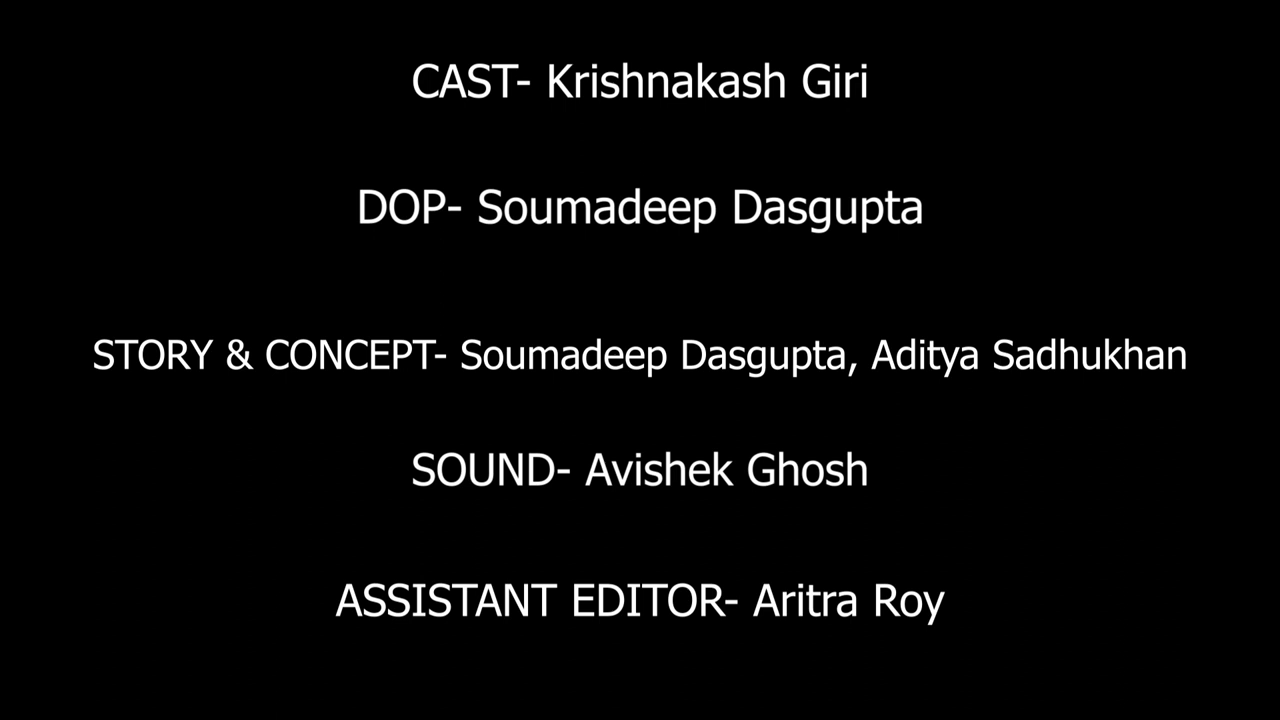 CAST- Krishnakash Giri
DOP- Soumadeep Dasgupta
STORY & CONCEPT- Soumadeep Dasgupta, Aditya Sadhukhan
SOUND- Avishek Ghosh
ASSISTANT EDITOR- Aritra Roy